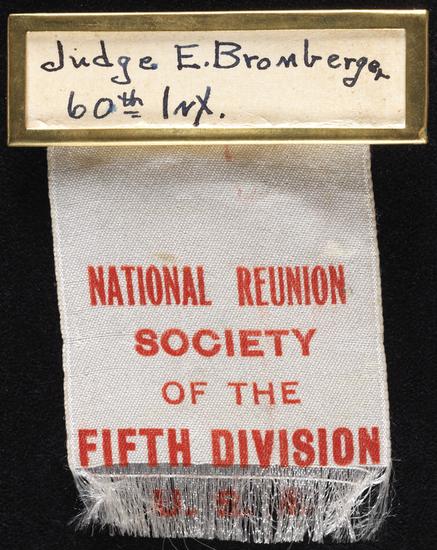 Judge E. Bromberger
60th Inf.
NATIONAL REUNION
SOCIETY
OF THE
FIFTH DIVISION
U. S. A.